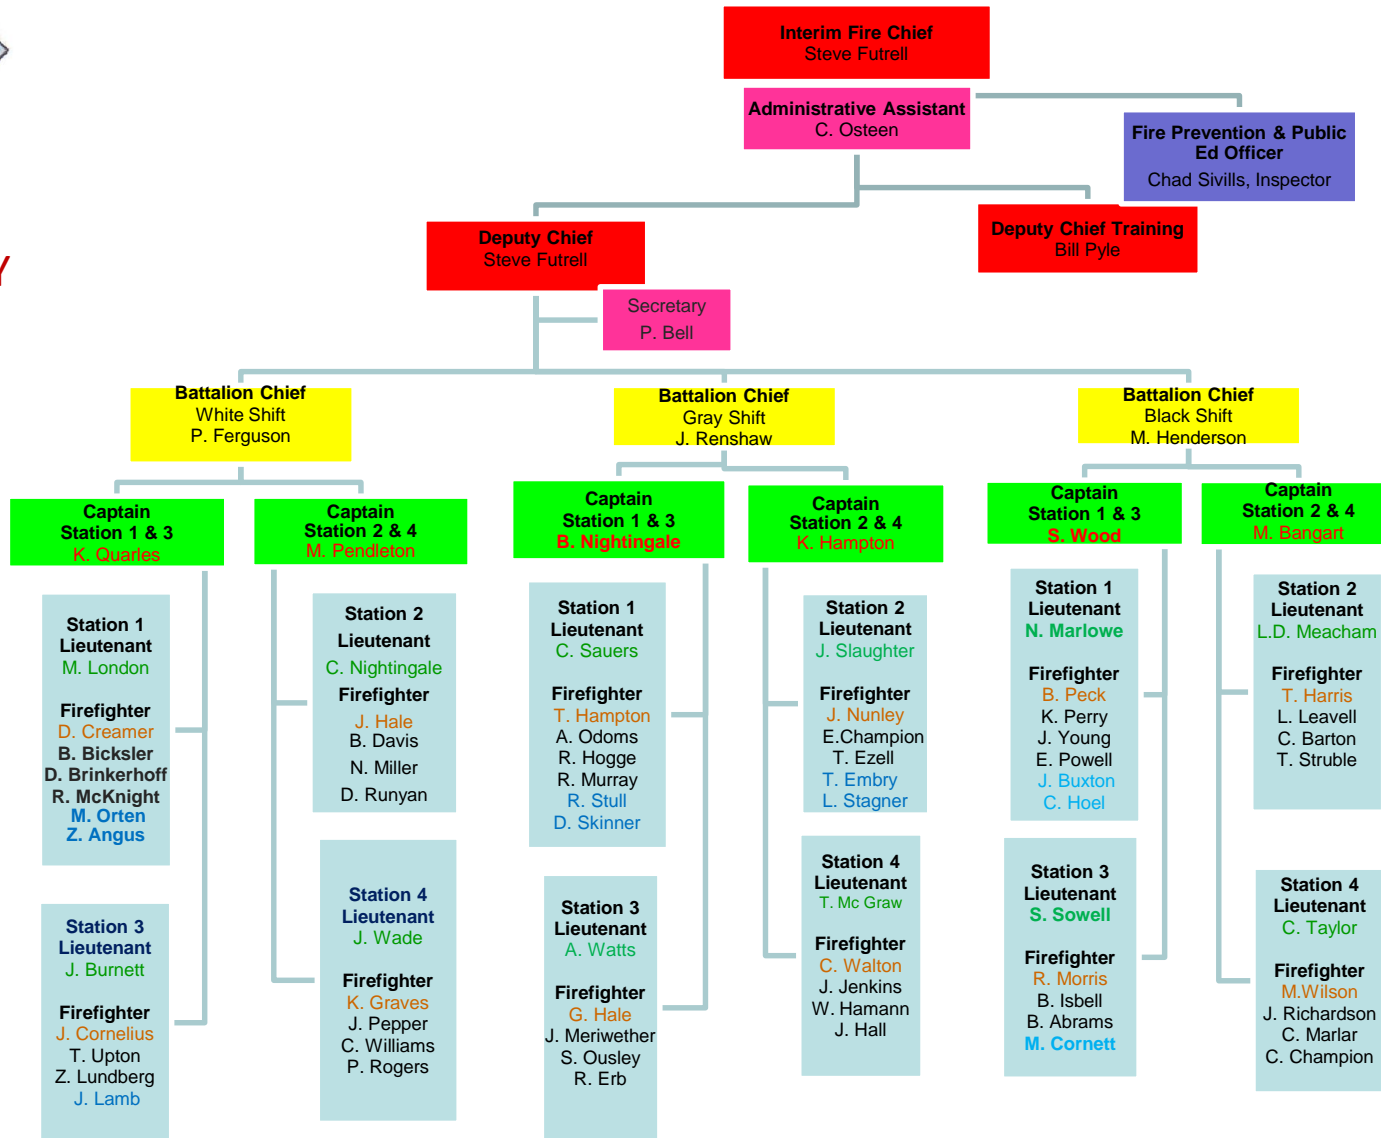 Interim Fire Chief
Steve Futrell
Administrative Assistant
C. Osteen
Fire Prevention & Public
Ed Officer
Chad Sivills, Inspector
Y
Deputy Chief
Steve Futrell
Deputy Chief Training
Bill Pyle
Secretary
P. Bell
Battalion Chief
White Shift
P. Ferguson
Battalion Chief
Gray Shift
J. Renshaw
Battalion Chief
Black Shift
M. Henderson
Captain
Station 1 & 3
K. Quarles
Captain
Station 2 & 4
M. Pendleton
Captain
Station 1 & 3
B. Nightingale
Captain
Station 2 & 4
K. Hampton
Captain
Station 1 & 3
S. Wood
Captain
Station 2 & 4
M. Bangart
Station 1
Lieutenant
M. London
Firefighter
D. Creamer
B. Bicksler
D. Brinkerhoff
R. McKnight
M. Orten
Z. Angus
Station 2
Lieutenant
C. Nightingale
Firefighter
J. Hale
B. Davis
N. Miller
D. Runyan
Station 1
Lieutenant
C. Sauers
Firefighter
T. Hampton
A. Odoms
R. Hogge
R. Murray
R. Stull
D. Skinner
Station 2
Lieutenant
J. Slaughter
Firefighter
J. Nunley
E.Champion
T. Ezell
T. Embry
L. Stagner
Station 1
Lieutenant
N. Marlowe
Firefighter
B. Peck
K. Perry
J. Young
E. Powell
J. Buxton
C. Hoel
Station 2
Lieutenant
L.D. Meacham
Firefighter
T. Harris
L. Leavell
C. Barton
T. Struble
Station 3
Lieutenant
J. Burnett
Firefighter
J. Cornelius
T. Upton
Z. Lundberg
J. Lamb
Station 4
Lieutenant
J. Wade
Firefighter
K. Graves
J. Pepper
C. Williams
P. Rogers
Station 3
Lieutenant
A. Watts
Firefighter
G. Hale
J. Meriwether
S. Ousley
R. Erb
Station 4
Lieutenant
T. Mc Graw
Firefighter
C. Walton
J. Jenkins
W. Hamann
J. Hall
Station 3
Lieutenant
S. Sowell
Firefighter
R. Morris
B. Isbell
B. Abrams
M. Cornett
Station 4
Lieutenant
C. Taylor
Firefighter
M.Wilson
J. Richardson
C. Marlar
C. Champion